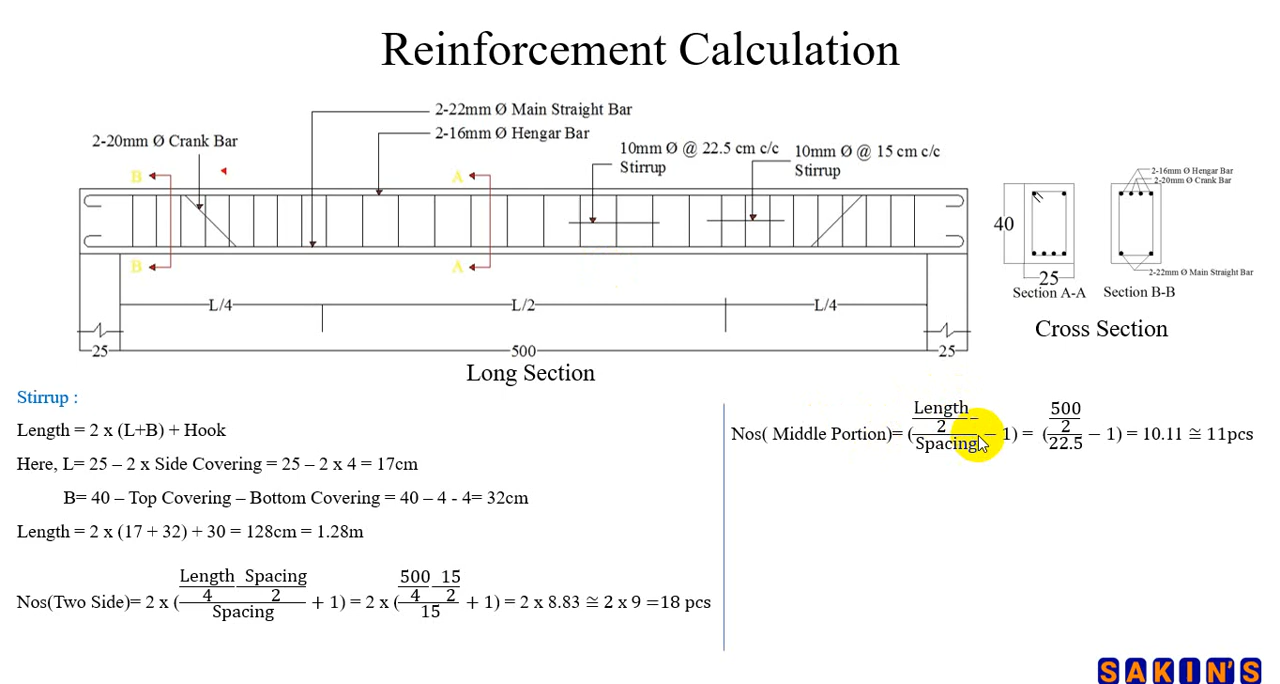 Reinforcement Calculation
2-22mm Ø Main Straight Bar
2-16mm Ø Hengar Bar
2-20mm Ø Crank Bar
10mm Ø @ 22.5 cm c/c
Stirrup
10mm Ø @ 15 cm c/c
Stirrup
B
A
B
A
L/4
L/2
L/4
25
500
25
Long Section
2-16mm Ø Hengar Bar
2-20mm Ø Crank Bar
40
25
2-22mm Ø Main Straight Bar
Section A-A
Section B-B
Cross Section
Stirrup :
Length = 2 x (L+B) + Hook
Here, L= 25 – 2 x Side Covering = 25 – 2 x 4 = 17cm
B= 40 – Top Covering – Bottom Covering = 40 – 4 - 4= 32cm
Length = 2 x (17 + 32) + 30 = 128cm = 1.28m
Nos(Two Side)= 2 x (Length/4 - Spacing/2 / Spacing + 1) = 2 x (500/4 - 15/2 / 15 + 1) = 2 x 8.83 ≅ 2 x 9 =18 pcs
Nos( Middle Portion)= (Length/2 / Spacing − 1) = (500/2 / 22.5 − 1) = 10.11 ≅ 11pcs
SAKIN'S